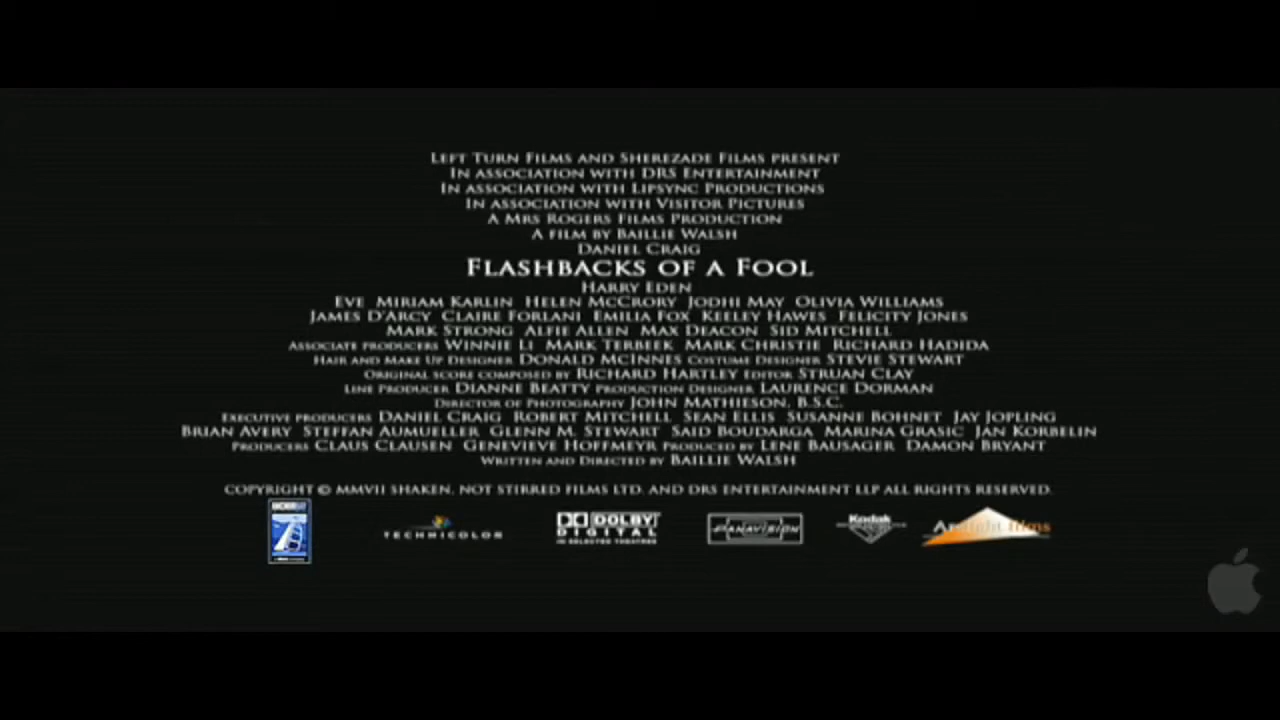 LEFT TURN FILMS AND SHEREZADE FILMS PRESENT
IN ASSOCIATION WITH DRS ENTERTAINMENT
IN ASSOCIATION WITH LIPSYNC PRODUCTIONS
IN ASSOCIATION WITH VISITOR PICTURES
A MRS ROGERS FILMS PRODUCTION
A FILM BY BAILLIE WALSH
DANIEL CRAIG
FLASHBACKS OF A FOOL
HARRY EDEN
EVE MIRIAM KARLIN HELEN MCCRORY JODHI MAY OLIVIA WILLIAMS
JAMES D'ARCY CLAIRE FORLANI EMILIA FOX KEELEY HAWES FELICITY JONES
MARK STRONG ALFIE ALLEN MAX DEACON SID MITCHELL
ASSOCIATE PRODUCERS WINNIE LI MARK TERBEEK MARK CHRISTIE RICHARD HADIDA
HAIR AND MAKE UP DESIGNER DONALD MCINNES COSTUME DESIGNER STEVIE STEWART
ORIGINAL SCORE COMPOSED BY RICHARD HARTLEY EDITOR STRUAN CLAY
LINE PRODUCER DIANNE BEATTY PRODUCTION DESIGNER LAURENCE DORMAN
DIRECTOR OF PHOTOGRAPHY JOHN MATHIESON, B.S.C.
EXECUTIVE PRODUCERS DANIEL CRAIG ROBERT MITCHELL SEAN ELLIS SUSANNE BOHNET JAY JOPLING
BRIAN AVERY STEFFAN AUMUELLER GLENN M. STEWART SAID BOUDARGA MARINA GRASIC JAN KORBELIN
PRODUCERS CLAUS CLAUSEN GENEVIEVE HOFFMEYR PRODUCED BY LENE BAUSAGER DAMON BRYANT
WRITTEN AND DIRECTED BY BAILLIE WALSH
COPYRIGHT © MMVII SHAKEN, NOT STIRRED FILMS LTD. AND DRS ENTERTAINMENT LLP ALL RIGHTS RESERVED.
TECHNICOLOR
DOLBY
DIGITAL
IN SELECTED THEATRES
PANAVISION
Kodak
Arclight films